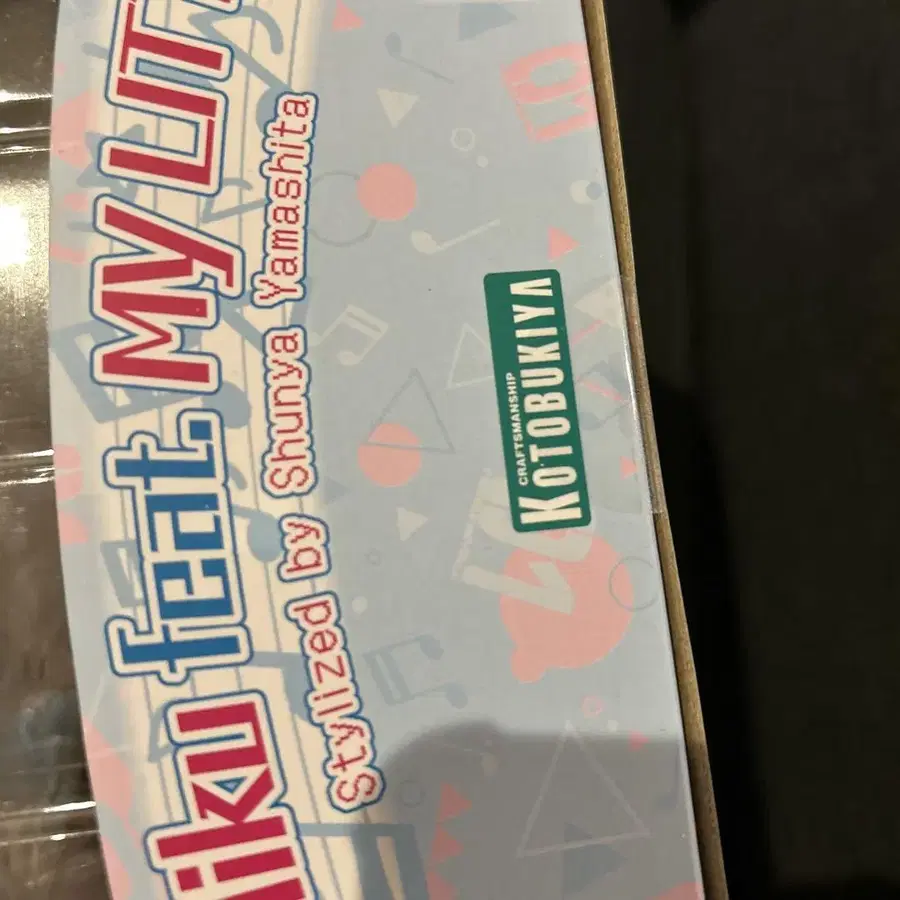 iku feat. My LIT
Stylized by Shunya Yamashita
CRAFTSMANSHIP
KOTOBUKIYA